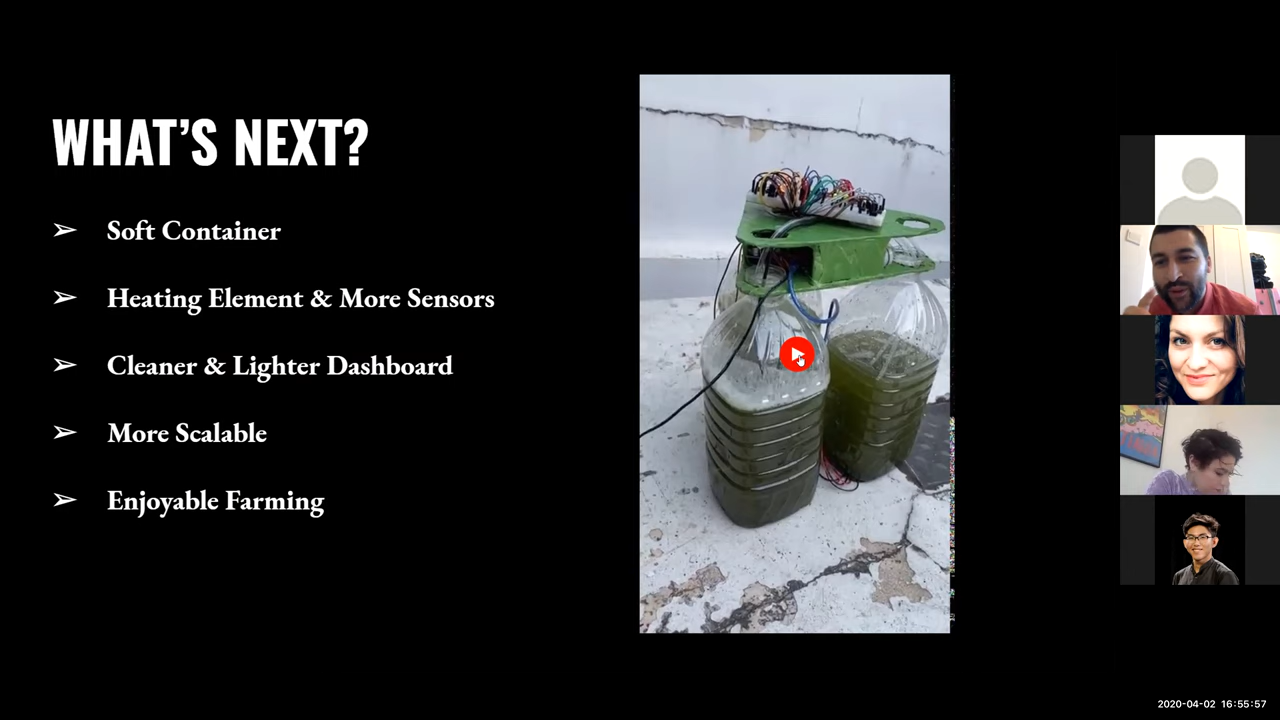 WHAT'S NEXT?
➢ Soft Container
➢ Heating Element & More Sensors
➢ Cleaner & Lighter Dashboard
➢ More Scalable
➢ Enjoyable Farming
2020-04-02 16:55:57